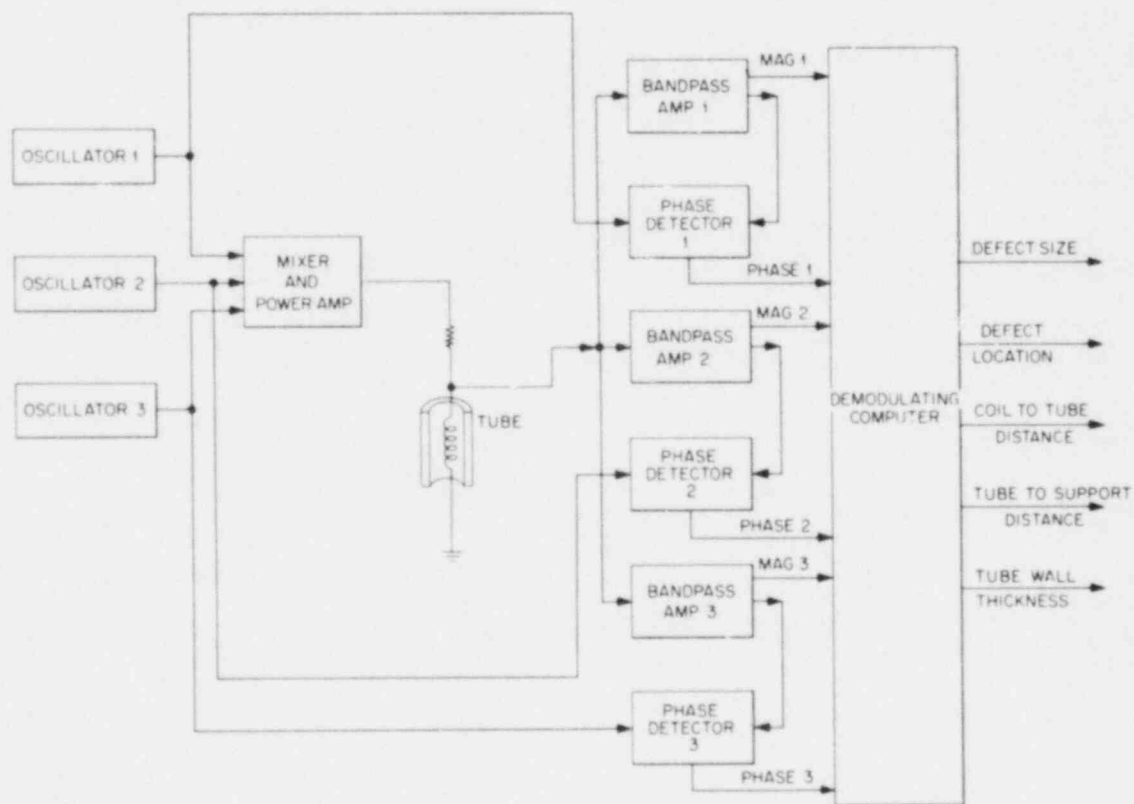 OSCILLATOR 1
OSCILLATOR 2
OSCILLATOR 3
MIXER
AND
POWER AMP
TUBE
BANDPASS
AMP 1
PHASE
DETECTOR
1
BANDPASS
AMP 2
PHASE
DETECTOR
2
BANDPASS
AMP 3
PHASE
DETECTOR
3
MAG 1
PHASE 1
MAG 2
PHASE 2
MAG 3
PHASE 3
DEMODULATING
COMPUTER
DEFECT SIZE
DEFECT
LOCATION
COIL TO TUBE
DISTANCE
TUBE TO SUPPORT
DISTANCE
TUBE WALL
THICKNESS